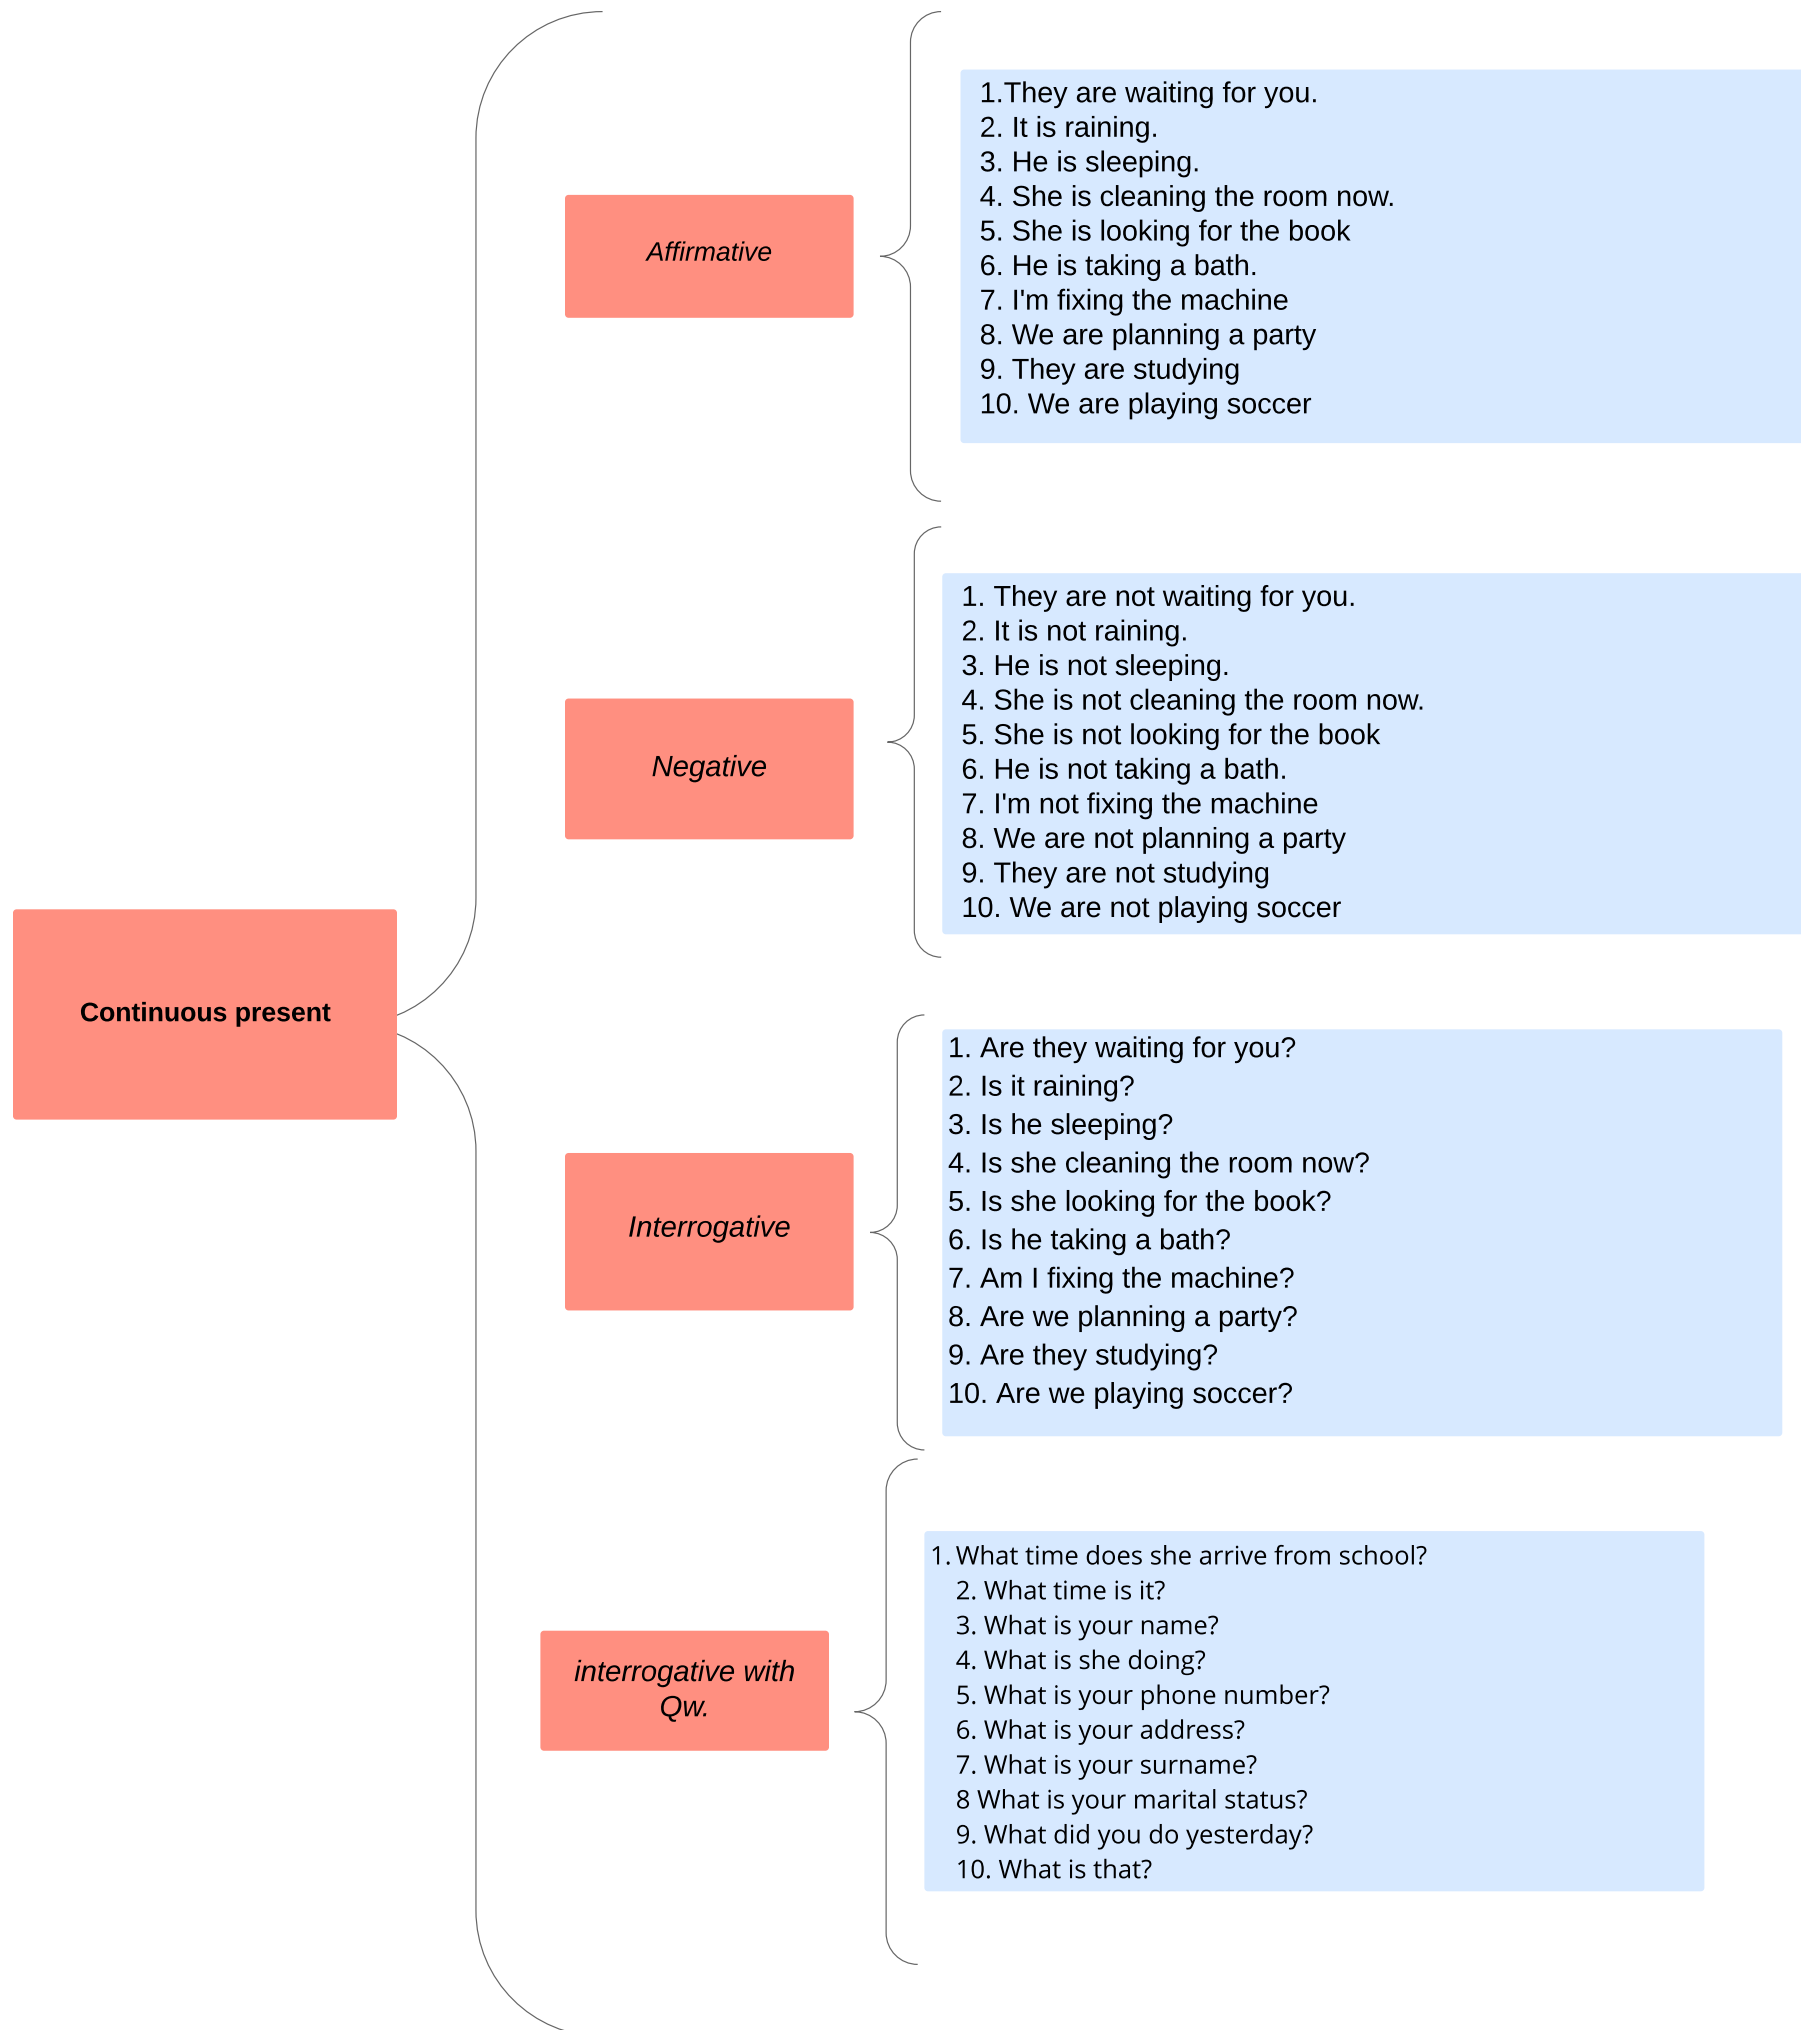 Continuous present
Affirmative
1.They are waiting for you.
2. It is raining.
3. He is sleeping.
4. She is cleaning the room now.
5. She is looking for the book
6. He is taking a bath.
7. I'm fixing the machine
8. We are planning a party
9. They are studying
10. We are playing soccer
Negative
1. They are not waiting for you.
2. It is not raining.
3. He is not sleeping.
4. She is not cleaning the room now.
5. She is not looking for the book
6. He is not taking a bath.
7. I'm not fixing the machine
8. We are not planning a party
9. They are not studying
10. We are not playing soccer
Interrogative
1. Are they waiting for you?
2. Is it raining?
3. Is he sleeping?
4. Is she cleaning the room now?
5. Is she looking for the book?
6. Is he taking a bath?
7. Am I fixing the machine?
8. Are we planning a party?
9. Are they studying?
10. Are we playing soccer?
interrogative with
Qw.
1. What time does she arrive from school?
2. What time is it?
3. What is your name?
4. What is she doing?
5. What is your phone number?
6. What is your address?
7. What is your surname?
8 What is your marital status?
9. What did you do yesterday?
10. What is that?